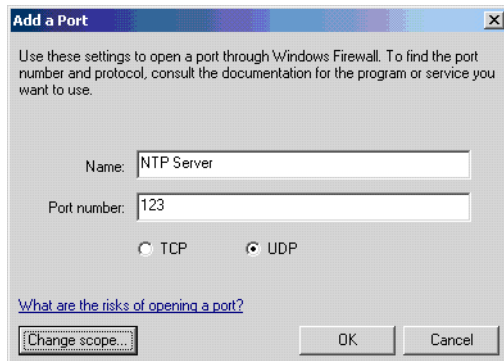 Add a Port
Use these settings to open a port through Windows Firewall. To find the port
number and protocol, consult the documentation for the program or service you
want to use.
Name: NTP Server
Port number: 123
TCP UDP
What are the risks of opening a port?
Change scope... OK Cancel